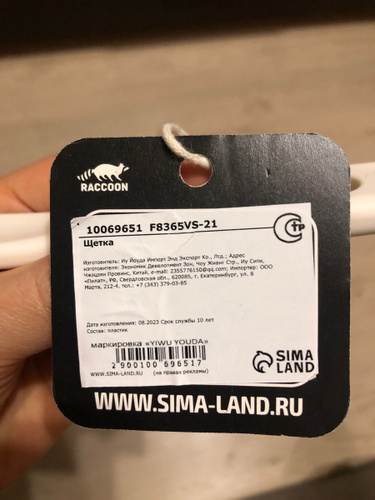 RACCOON
10069651 F8365VS-21
Щетка
Изготовитель: Иу Йоуда Импорт Энд Экспорт Ко., Лтд.; Адрес
изготовителя: Экономик Девелопмент Зон, Чоу Жианг Стр., Иу Сити,
Чжэцзян Провинс, Китай, e-mail: 2355776150@qq.com; Импортер: ООО
«Пилат», РФ, Свердловская обл., 620085, г. Екатеринбург, ул. 8
Марта, 212-4. тел.: +7 (343) 379-03-85
Дата изготовления: 08.2023 Срок службы 10 лет
Состав: пластик
маркировка «YIWU YOUDA»
2 900100 696517
WWW.SIMA-LAND.RU (на правах рекламы)
SIMA
LAND
WWW.SIMA-LAND.RU